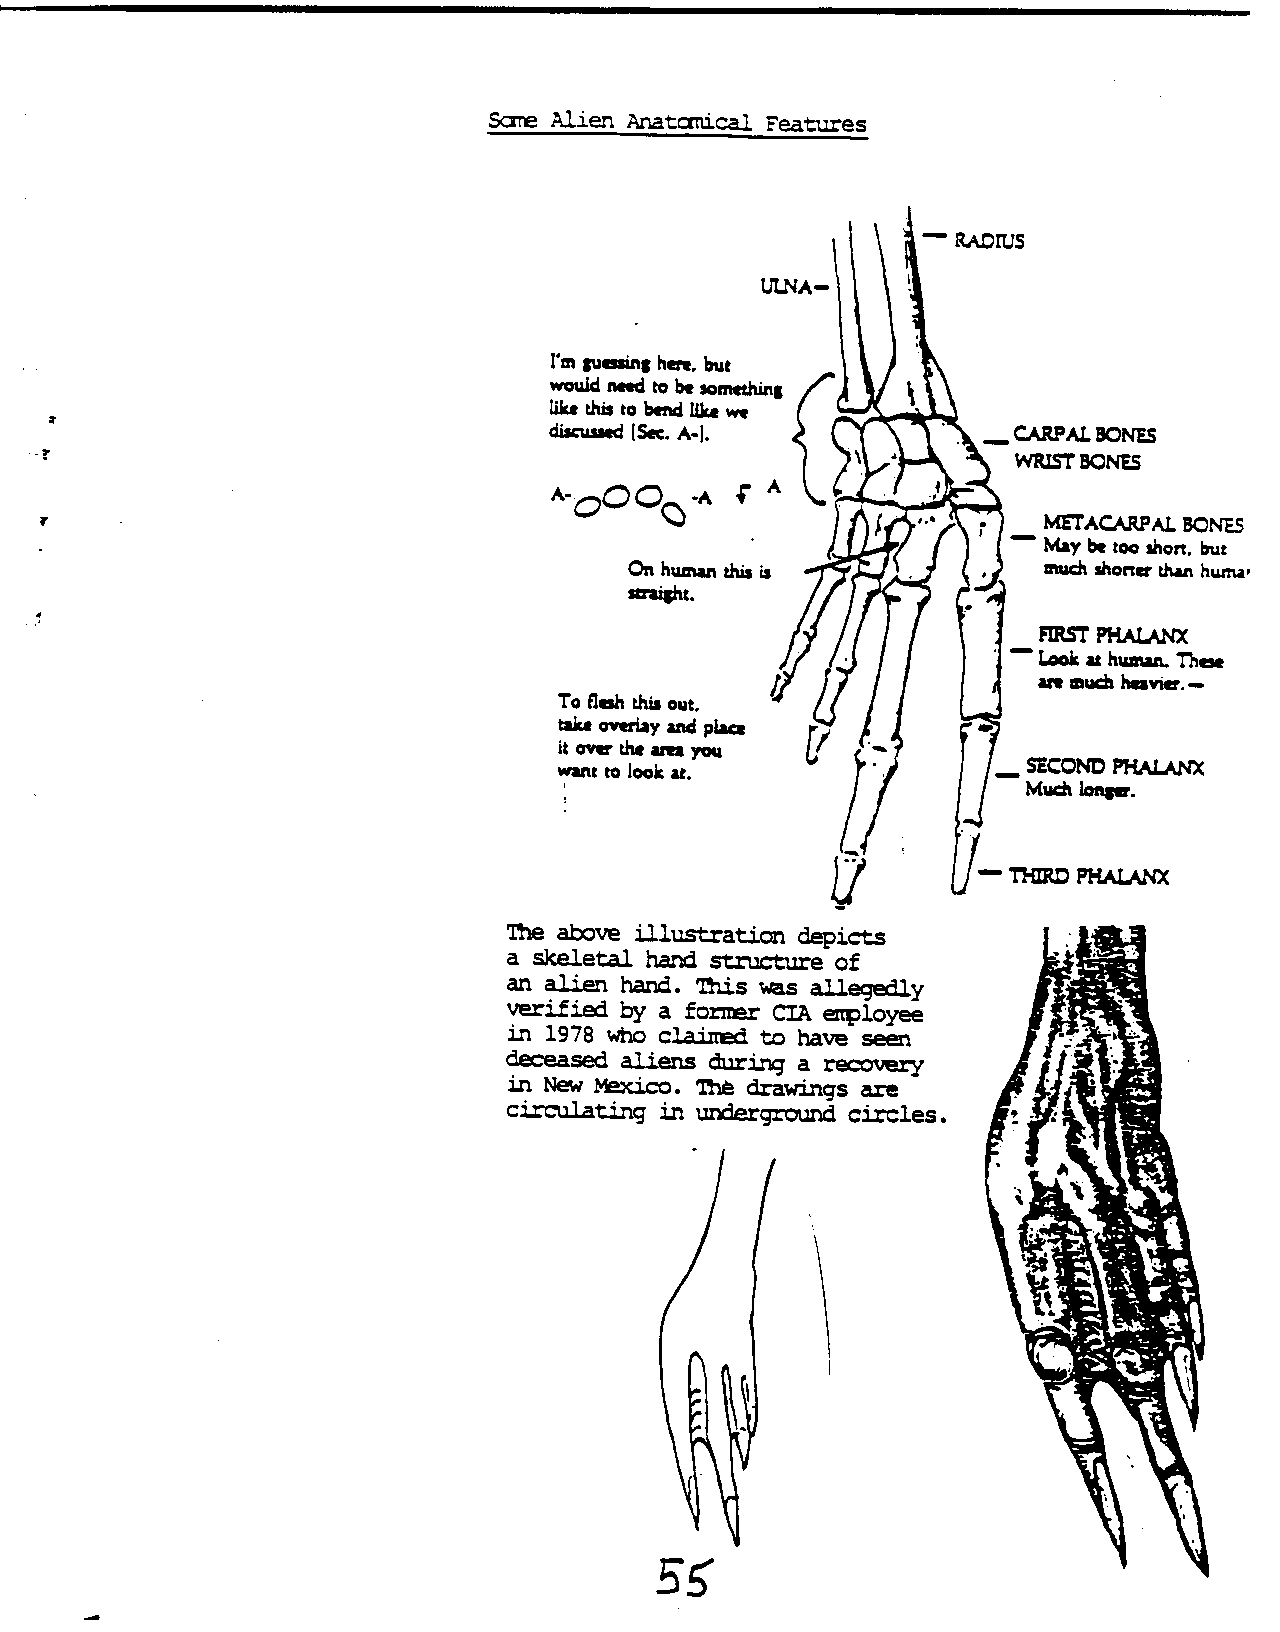 Some Alien Anatomical Features
RADIUS
ULNA
I'm guessing here, but
would need to be something
like this to bend like we
discussed [Sec. A-].
CARPAL BONES
WRIST BONES
A- -A A
METACARPAL BONES
May be too short, but
much shorter than huma
On human this is
straight.
FIRST PHALANX
Look at human. These
are much heavier.—
To flesh this out,
take overlay and place
it over the area you
want to look at.
SECOND PHALANX
Much longer.
THIRD PHALANX
The above illustration depicts
a skeletal hand structure of
an alien hand. This was allegedly
verified by a former CIA employee
in 1978 who claimed to have seen
deceased aliens during a recovery
in New Mexico. The drawings are
circulating in underground circles.
55